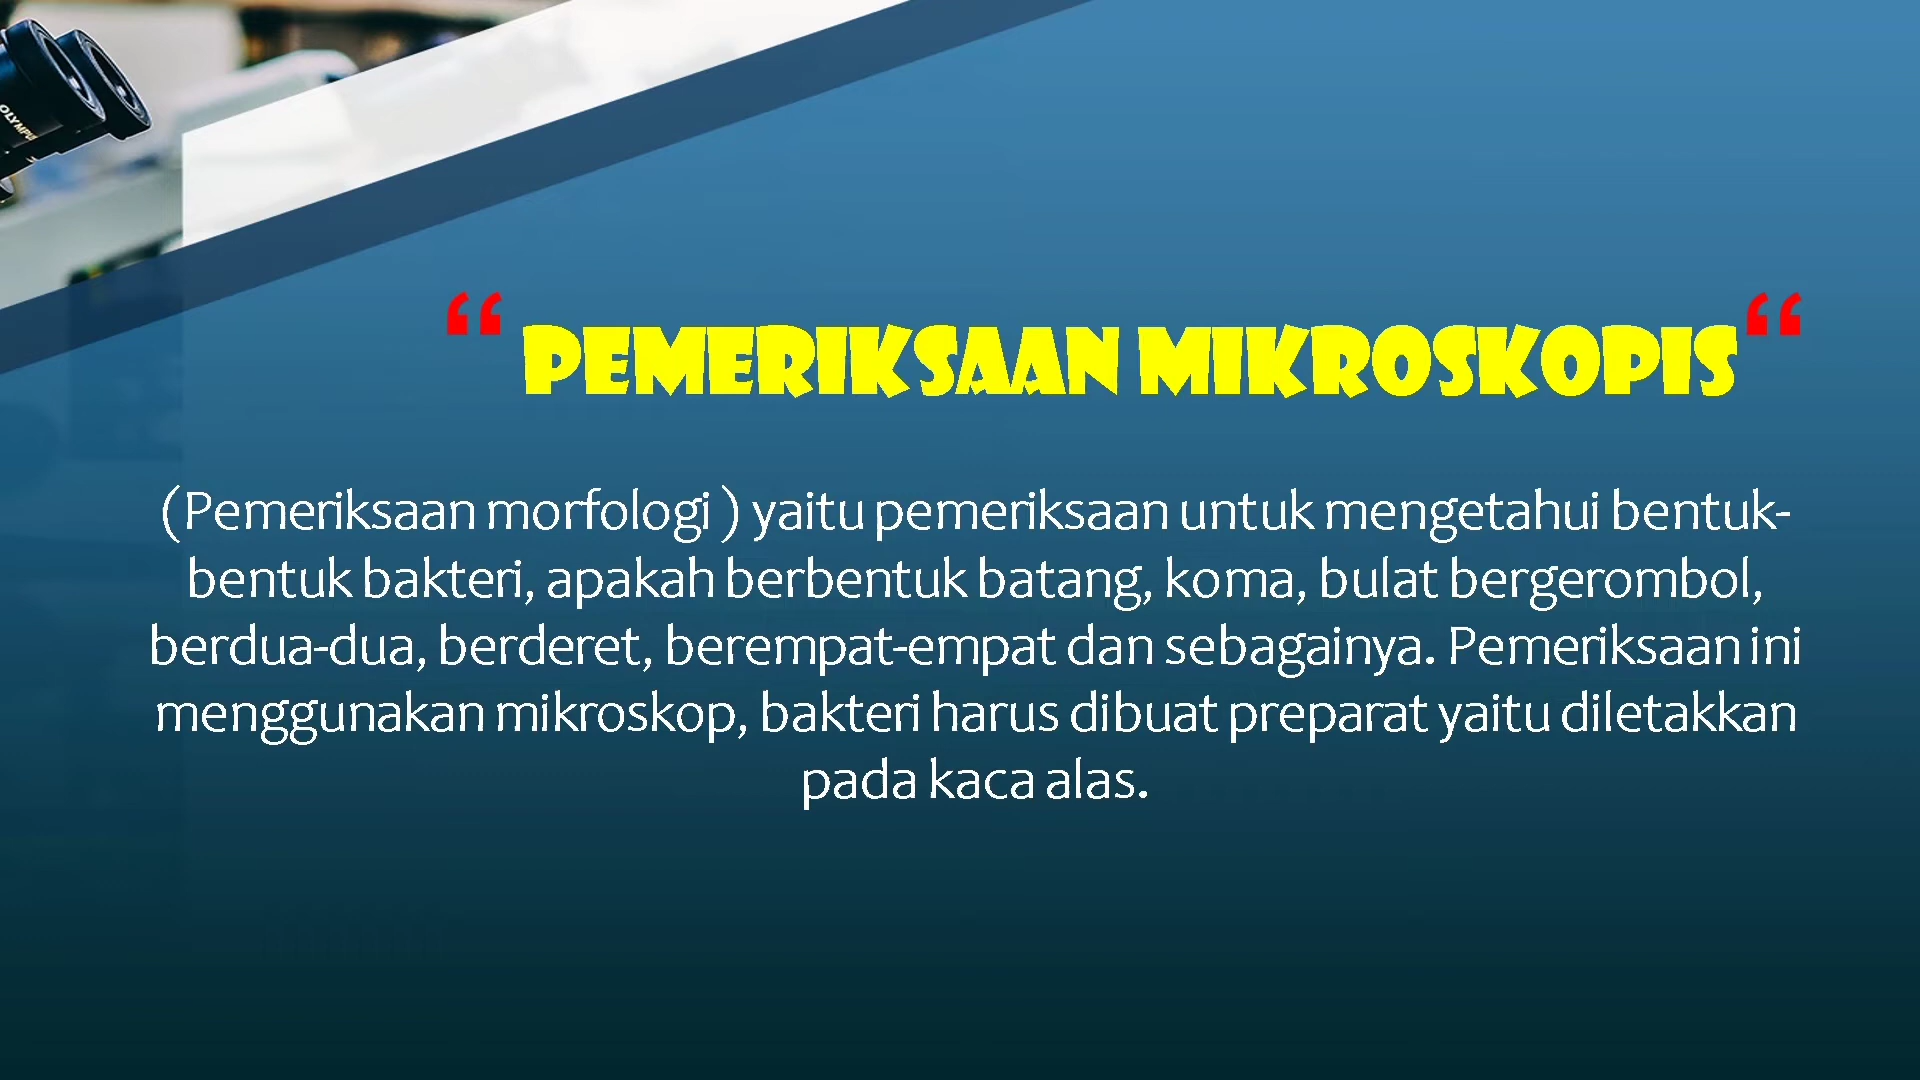 OLYMPUS
“ PEMERIKSAAN MIKROSKOPIS“
(Pemeriksaan morfologi ) yaitu pemeriksaan untuk mengetahui bentuk-
bentuk bakteri, apakah berbentuk batang, koma, bulat bergerombol,
berdua-dua, berderet, berempat-empat dan sebagainya. Pemeriksaan ini
menggunakan mikroskop, bakteri harus dibuat preparat yaitu diletakkan
pada kaca alas.